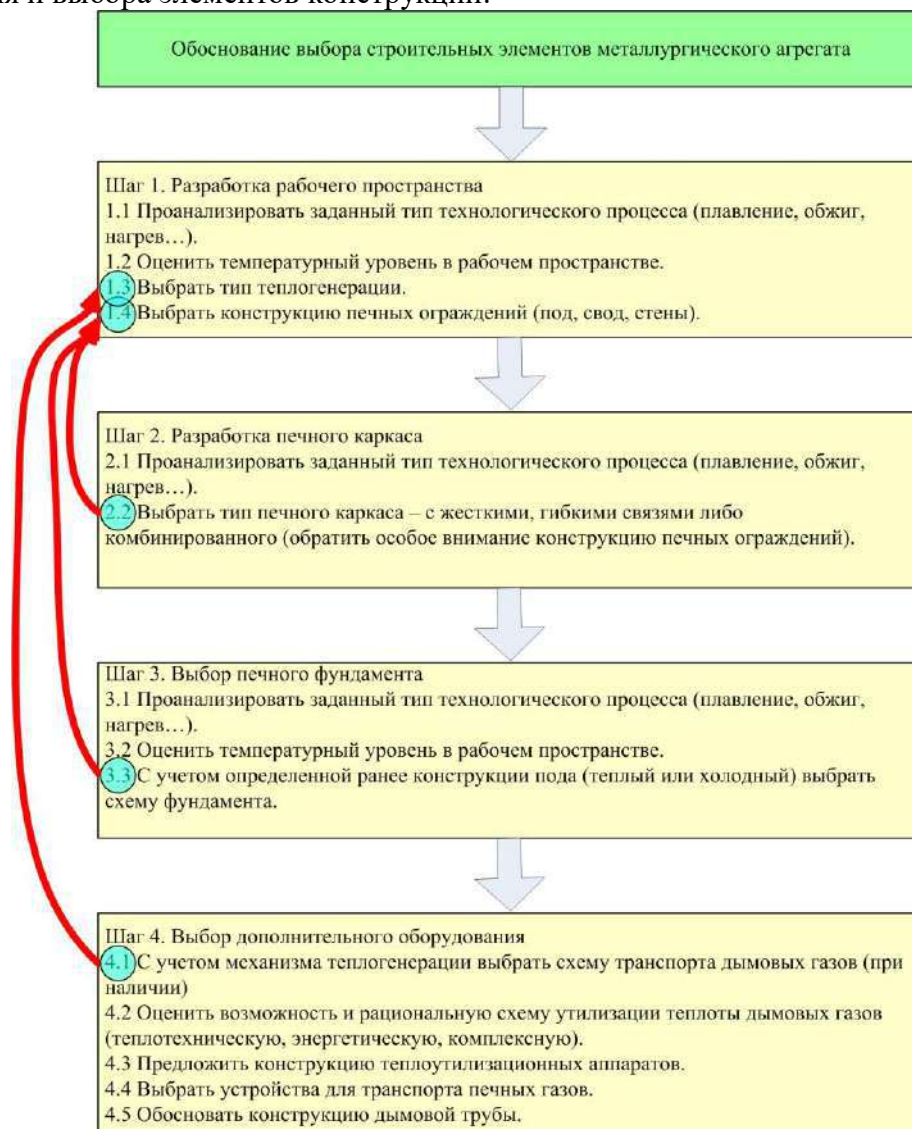 я и выбора элементов конструкции.
Обоснование выбора строительных элементов металлургического агрегата
Шаг 1. Разработка рабочего пространства
1.1 Проанализировать заданный тип технологического процесса (плавление, обжиг,
нагрев…).
1.2 Оценить температурный уровень в рабочем пространстве.
1.3 Выбрать тип теплогенерации.
1.4 Выбрать конструкцию печных ограждений (под, свод, стены).
Шаг 2. Разработка печного каркаса
2.1 Проанализировать заданный тип технологического процесса (плавление, обжиг,
нагрев…).
2.2 Выбрать тип печного каркаса – с жесткими, гибкими связями либо
комбинированного (обратить особое внимание конструкцию печных ограждений).
Шаг 3. Выбор печного фундамента
3.1 Проанализировать заданный тип технологического процесса (плавление, обжиг,
нагрев…).
3.2 Оценить температурный уровень в рабочем пространстве.
3.3 С учетом определенной ранее конструкции пода (теплый или холодный) выбрать
схему фундамента.
Шаг 4. Выбор дополнительного оборудования
4.1 С учетом механизма теплогенерации выбрать схему транспорта дымовых газов (при
наличии)
4.2 Оценить возможность и рациональную схему утилизации теплоты дымовых газов
(теплотехническую, энергетическую, комплексную).
4.3 Предложить конструкцию теплоутилизационных аппаратов.
4.4 Выбрать устройства для транспорта печных газов.
4.5 Обосновать конструкцию дымовой трубы.